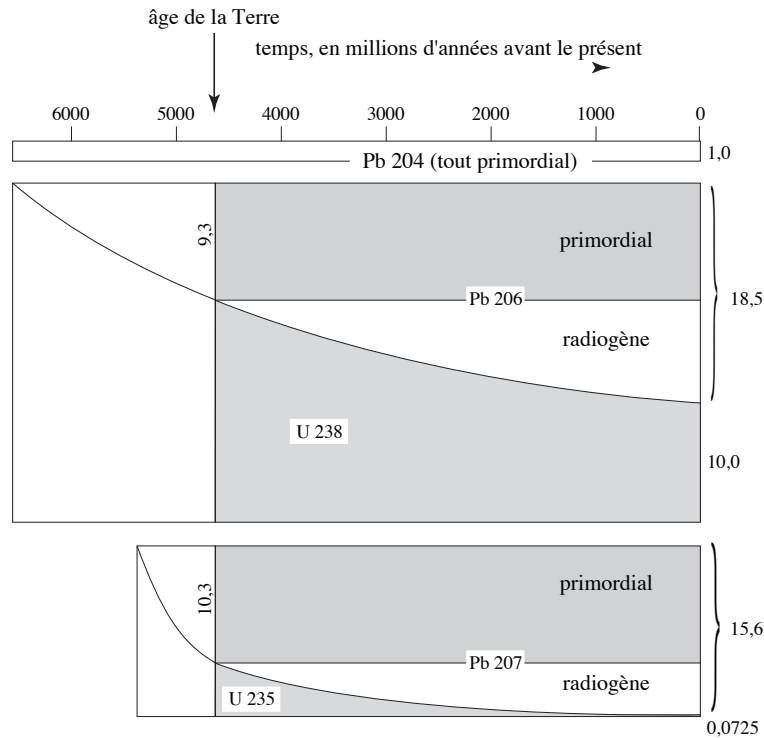 âge de la Terre
temps, en millions d'années avant le présent
6000 5000 4000 3000 2000 1000 0
Pb 204 (tout primordial)
1,0
9,3
primordial
Pb 206
18,5
radiogène
U 238
10,0
10,3
primordial
15,6
Pb 207
radiogène
U 235
0,0725